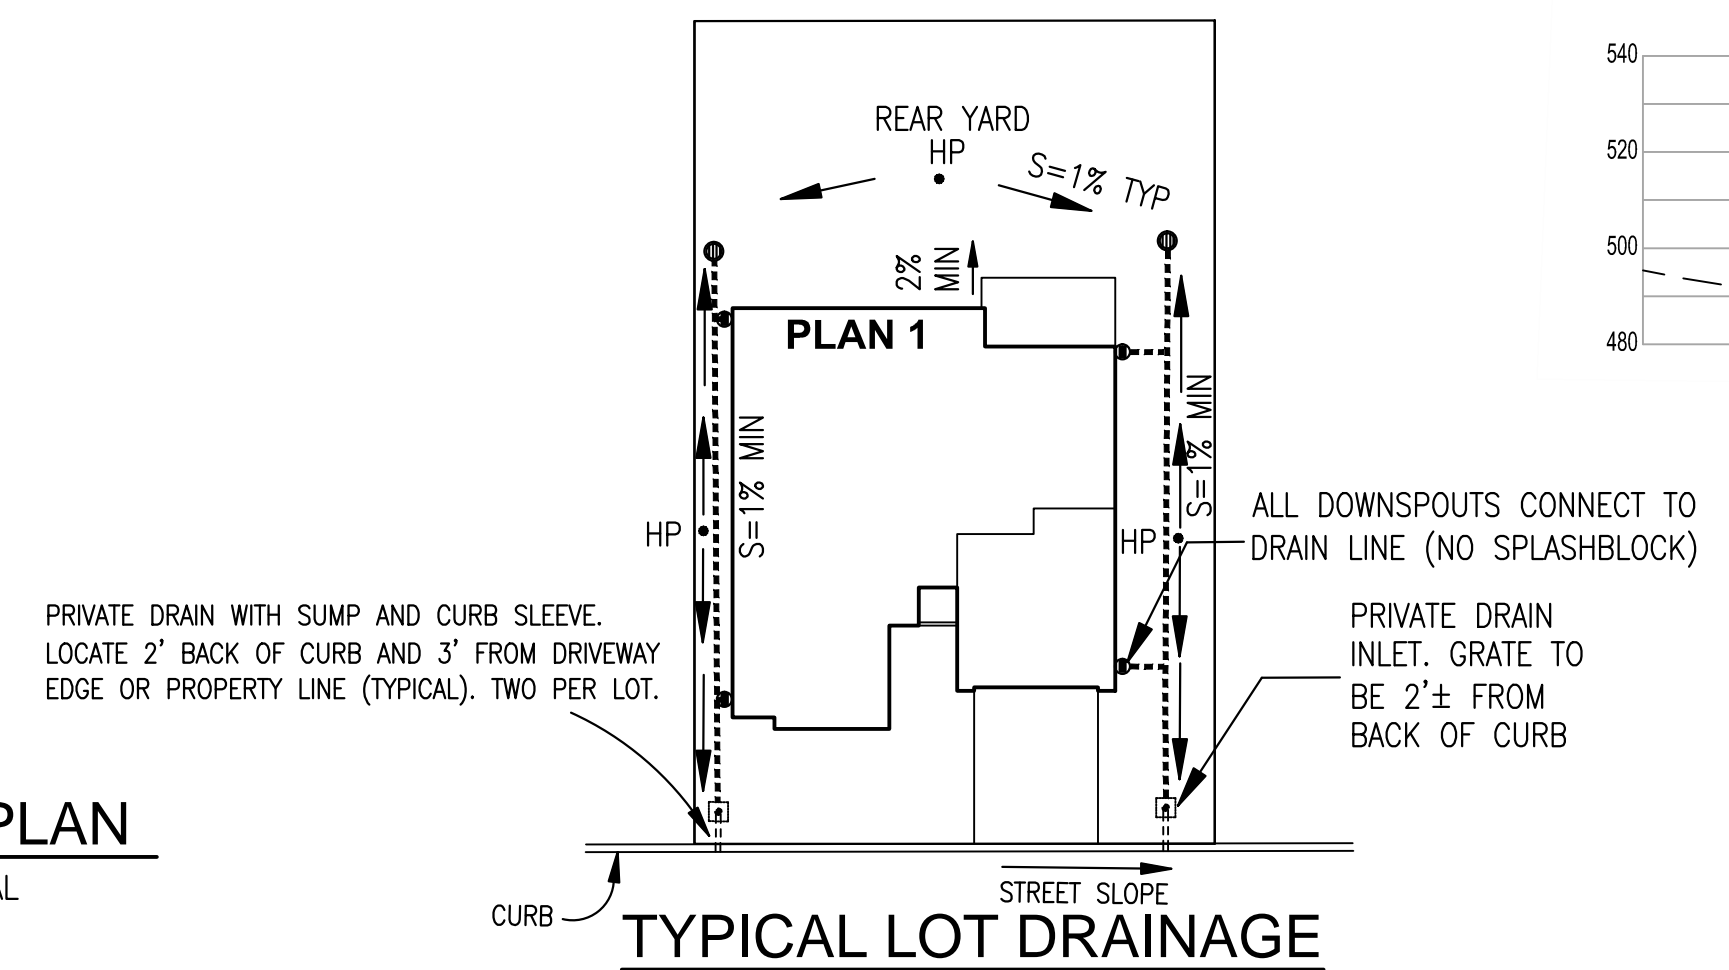 540
520
500
480
REAR YARD
HP
S=1% TYP
2%
MIN
PLAN 1
S=1% MIN
S=1% MIN
HP
HP
ALL DOWNSPOUTS CONNECT TO
DRAIN LINE (NO SPLASHBLOCK)
PRIVATE DRAIN WITH SUMP AND CURB SLEEVE.
LOCATE 2' BACK OF CURB AND 3' FROM DRIVEWAY
EDGE OR PROPERTY LINE (TYPICAL). TWO PER LOT.
PRIVATE DRAIN
INLET. GRATE TO
BE 2'± FROM
BACK OF CURB
PLAN
AL
CURB
STREET SLOPE
TYPICAL LOT DRAINAGE